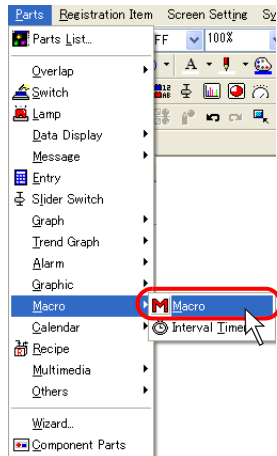 Parts Registration Item Screen Setting Sy
Parts List...
FF 100%
Overlap
A
Switch
Lamp
Data Display
Message
Entry
Slider Switch
Graph
Trend Graph
Alarm
Graphic
Macro
M Macro
Calendar
Interval Timer
Recipe
Multimedia
Others
Wizard...
Component Parts